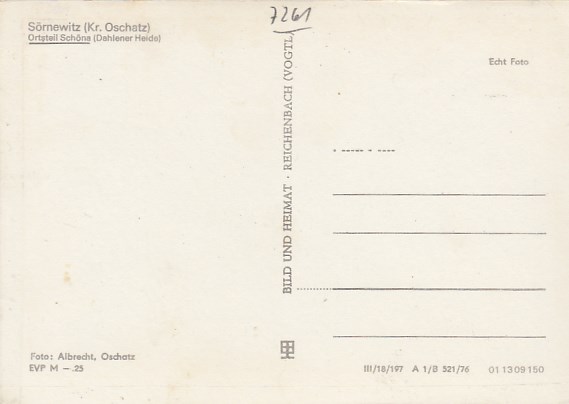 7261
Sörnewitz (Kr. Oschatz)
Ortsteil Schöna (Dahlener Heide)
Echt Foto
BILD UND HEIMAT · REICHENBACH (VOGTL)
Foto: Albrecht, Oschatz
EVP M —.25
III/18/197 A 1/B 521/76 01 13 09 150